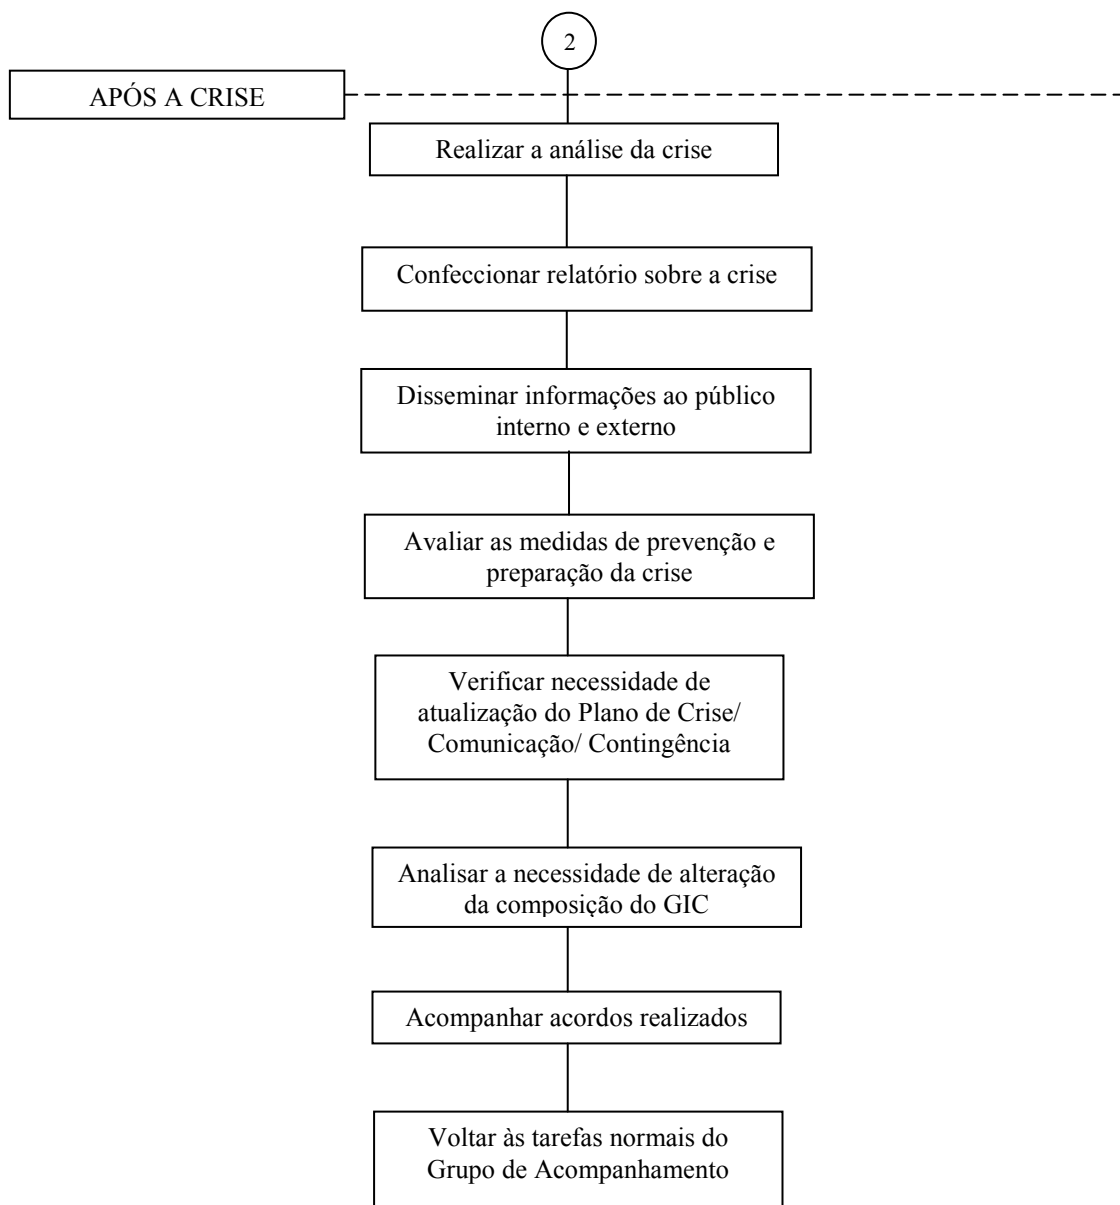 2
APÓS A CRISE
Realizar a análise da crise
Confeccionar relatório sobre a crise
Disseminar informações ao público
interno e externo
Avaliar as medidas de prevenção e
preparação da crise
Verificar necessidade de
atualização do Plano de Crise/
Comunicação/ Contingência
Analisar a necessidade de alteração
da composição do GIC
Acompanhar acordos realizados
Voltar às tarefas normais do
Grupo de Acompanhamento